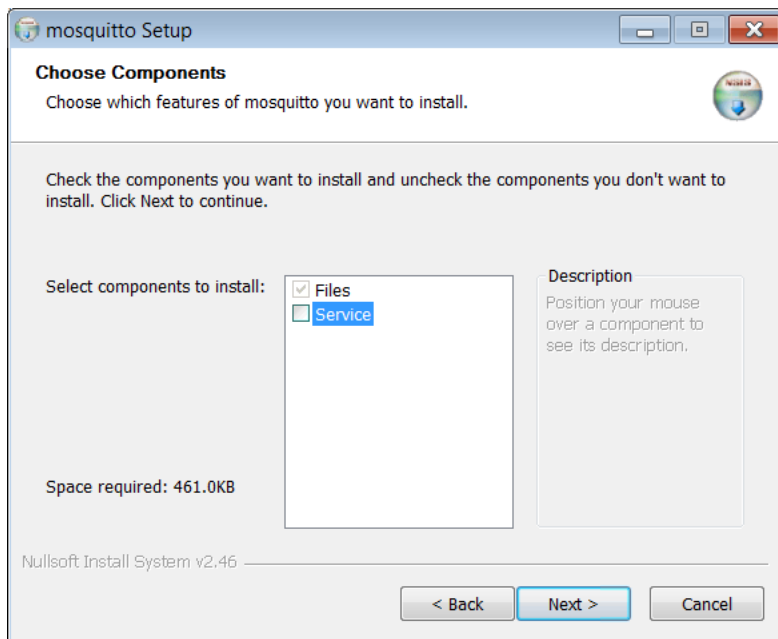 mosquitto Setup
Choose Components
Choose which features of mosquitto you want to install.
NSIS
Check the components you want to install and uncheck the components you don't want to
install. Click Next to continue.
Select components to install:
Files
Service
Description
Position your mouse
over a component to
see its description.
Space required: 461.0KB
Nullsoft Install System v2.46
< Back
Next >
Cancel